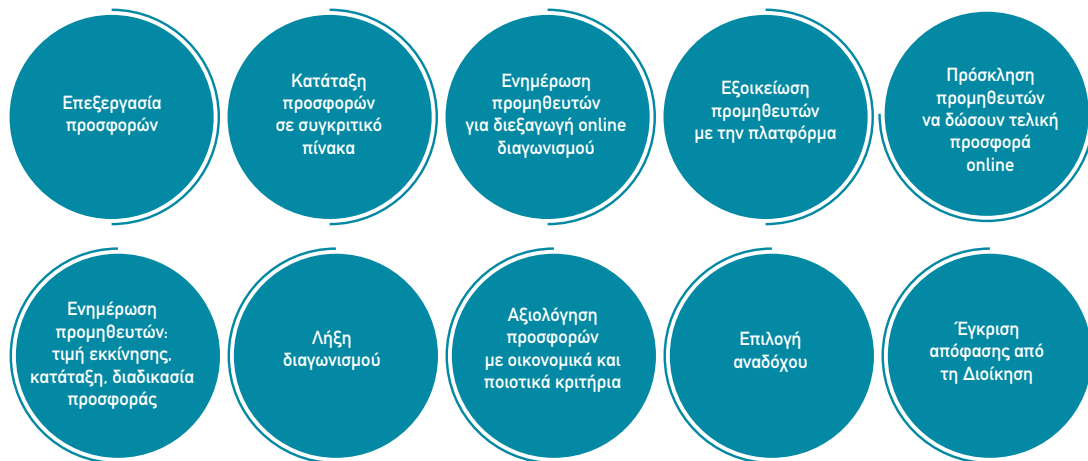 Επεξεργασία
προσφορών
Κατάταξη
προσφορών
σε συγκριτικό
πίνακα
Ενημέρωση
προμηθευτών
για διεξαγωγή online
διαγωνισμού
Εξοικείωση
προμηθευτών
με την πλατφόρμα
Πρόσκληση
προμηθευτών
να δώσουν τελική
προσφορά
online
Ενημέρωση
προμηθευτών:
τιμή εκκίνησης,
κατάταξη, διαδικασία
προσφοράς
Λήξη
διαγωνισμού
Αξιολόγηση
προσφορών
με οικονομικά και
ποιοτικά κριτήρια
Επιλογή
αναδόχου
Έγκριση
απόφασης από
τη Διοίκηση